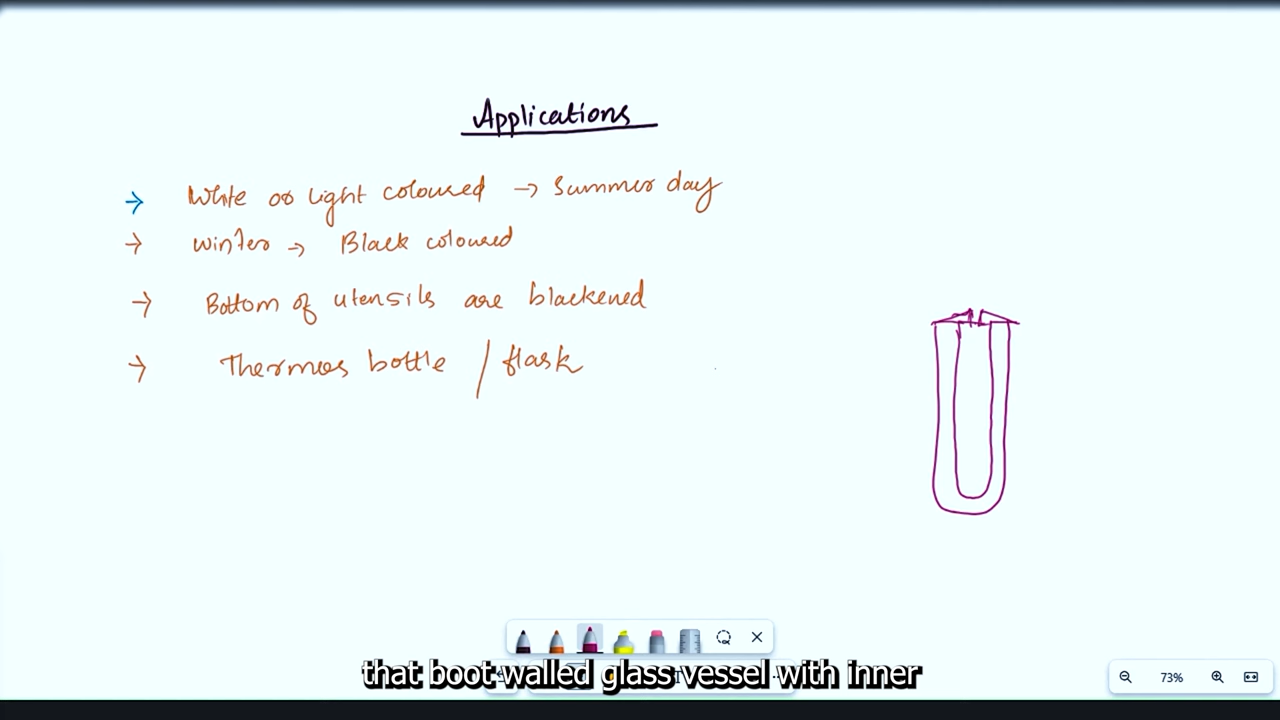 Applications
→ White or light coloured → Summer day
→ winter → Black coloured
→ Bottom of utensils are blackened
→ Thermos bottle / flask
that boot walled glass vessel with inner
73%